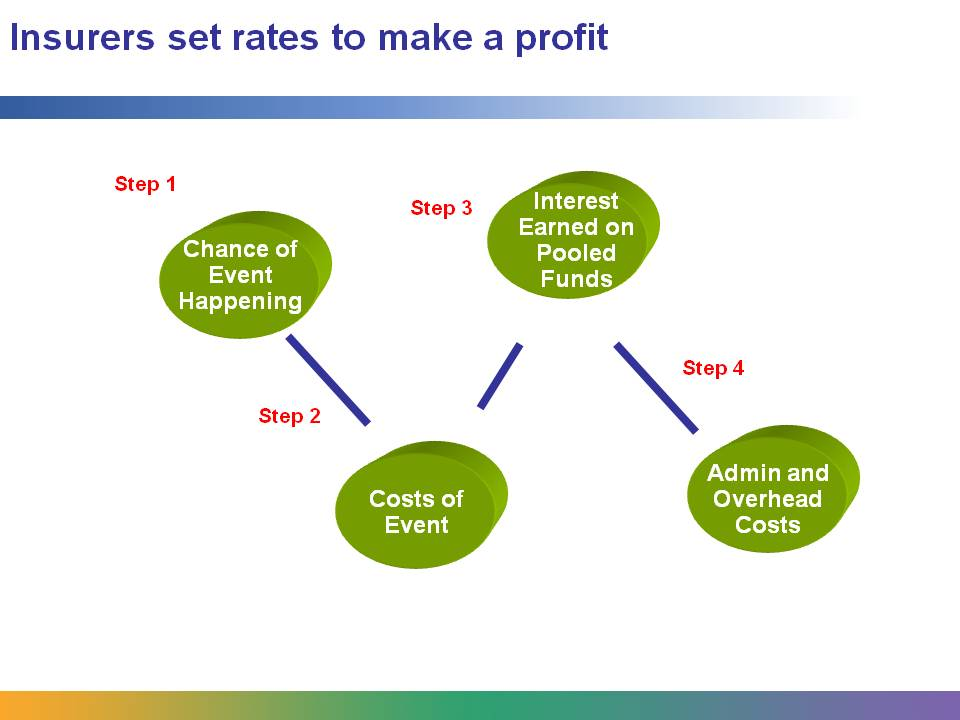 Insurers set rates to make a profit
Step 1
Chance of
Event
Happening
Step 2
Costs of
Event
Step 3
Interest
Earned on
Pooled
Funds
Step 4
Admin and
Overhead
Costs